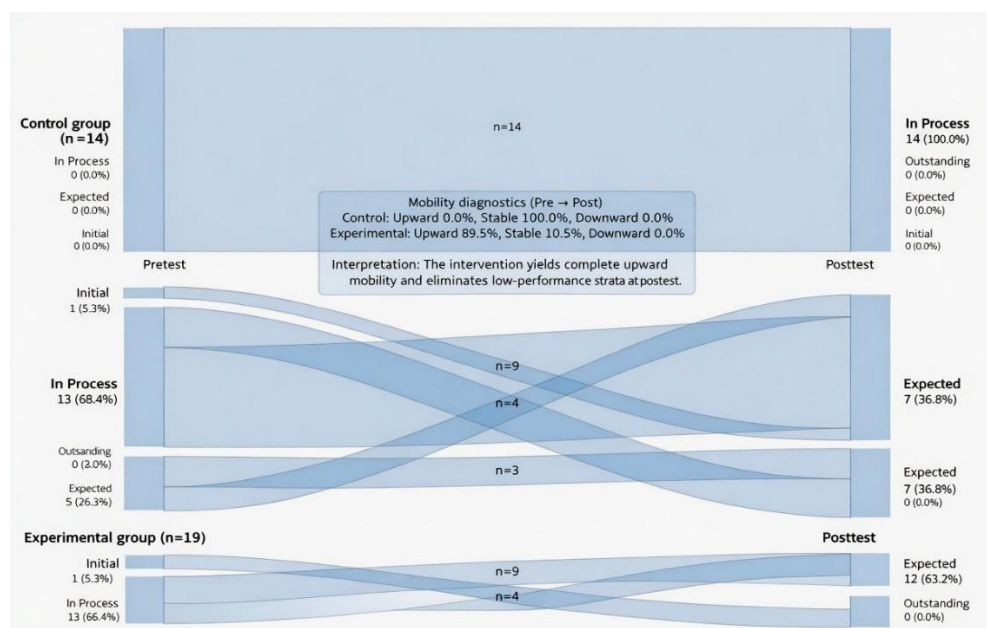 Control group
(n =14)
In Process
0 (0.0%)
Expected
0 (0.0%)
Initial
0 (0.0%)
Pretest
n=14
In Process
14 (100.0%)
Outstanding
0 (0.0%)
Expected
0 (0.0%)
Initial
0 (0.0%)
Posttest
Mobility diagnostics (Pre → Post)
Control: Upward 0.0%, Stable 100.0%, Downward 0.0%
Experimental: Upward 89.5%, Stable 10.5%, Downward 0.0%
Interpretation: The intervention yields complete upward
mobility and eliminates low-performance strata at postest.
Initial
1 (5.3%)
In Process
13 (68.4%)
Outsanding
0 (2.0%)
Expected
5 (26.3%)
n=9
n=4
n=3
Expected
7 (36.8%)
Expected
7 (36.8%)
0 (0.0%)
Experimental group (n=19)
Posttest
Initial
1 (5.3%)
In Process
13 (66.4%)
n=9
n=4
Expected
12 (63.2%)
Outstanding
0 (0.0%)